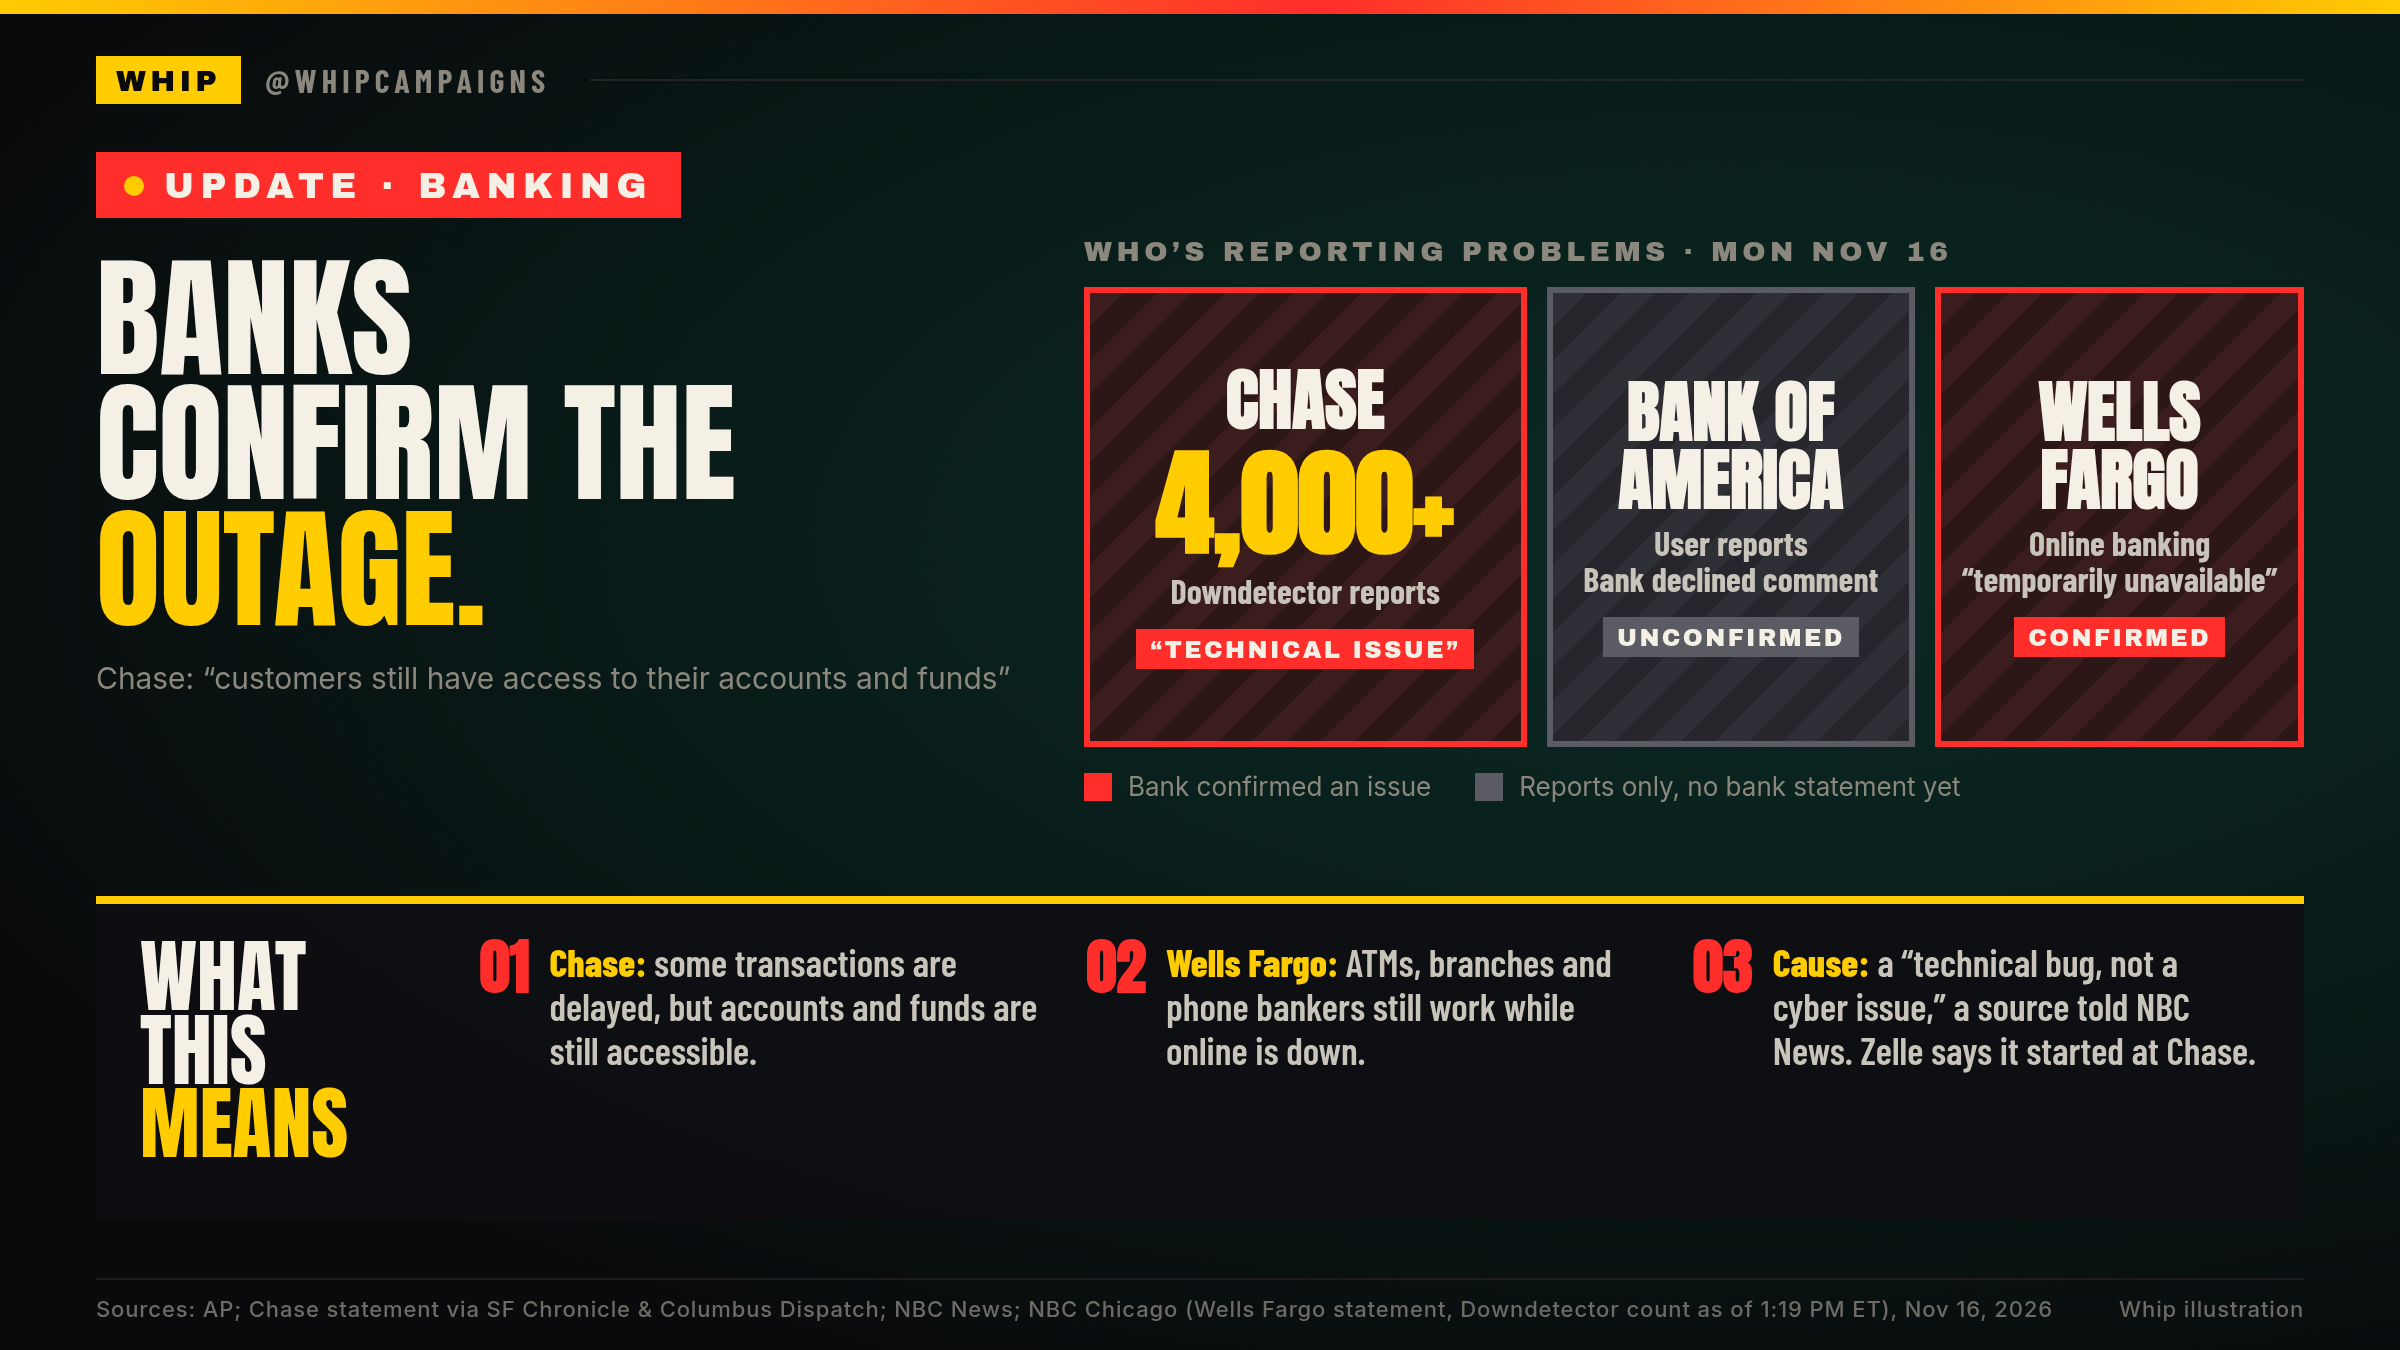 WHIP @WHIPCAMPAIGNS
UPDATE · BANKING
BANKS
CONFIRM THE
OUTAGE.
Chase: “customers still have access to their accounts and funds”
WHO’S REPORTING PROBLEMS · MON NOV 16
CHASE
4,000+
Downdetector reports
“TECHNICAL ISSUE”
BANK OF
AMERICA
User reports
Bank declined comment
UNCONFIRMED
WELLS
FARGO
Online banking
“temporarily unavailable”
CONFIRMED
Bank confirmed an issue
Reports only, no bank statement yet
WHAT
THIS
MEANS
01 Chase: some transactions are
delayed, but accounts and funds are
still accessible.
02 Wells Fargo: ATMs, branches and
phone bankers still work while
online is down.
03 Cause: a “technical bug, not a
cyber issue,” a source told NBC
News. Zelle says it started at Chase.
Sources: AP; Chase statement via SF Chronicle & Columbus Dispatch; NBC News; NBC Chicago (Wells Fargo statement, Downdetector count as of 1:19 PM ET), Nov 16, 2026
Whip illustration